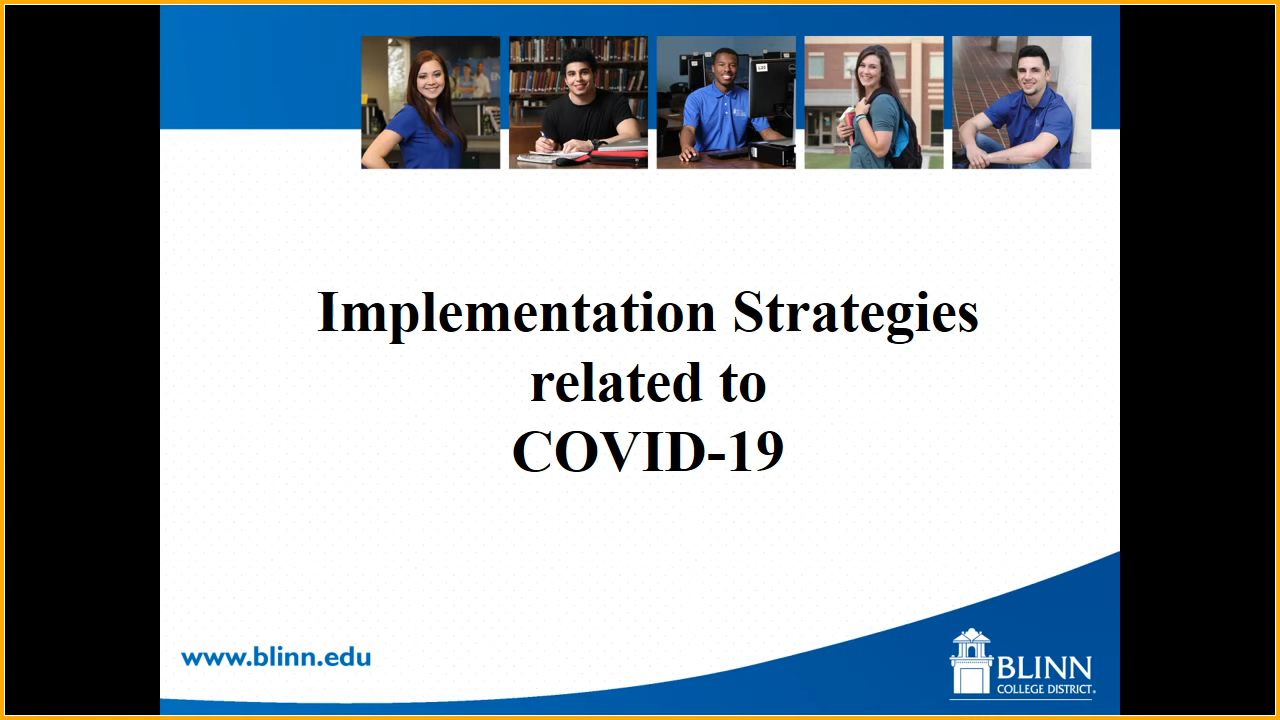 Implementation Strategies
related to
COVID-19
www.blinn.edu
BLINN
COLLEGE DISTRICT.